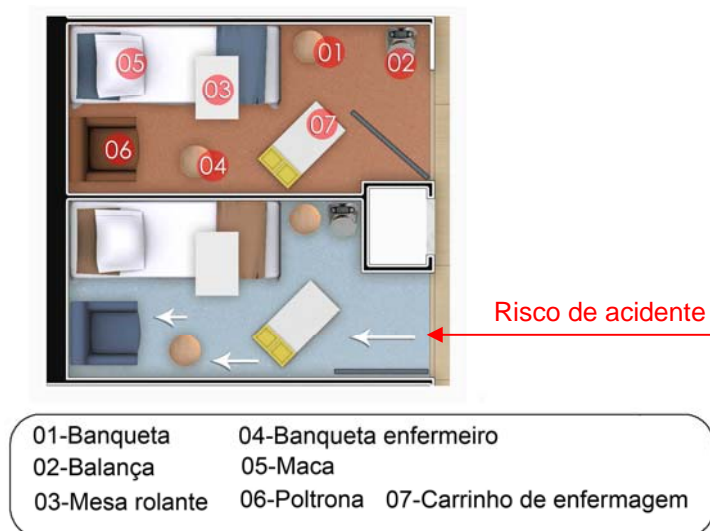 01
02
03
04
05
06
07
Risco de acidente
01-Banqueta 04-Banqueta enfermeiro
02-Balança 05-Maca
03-Mesa rolante 06-Poltrona 07-Carrinho de enfermagem